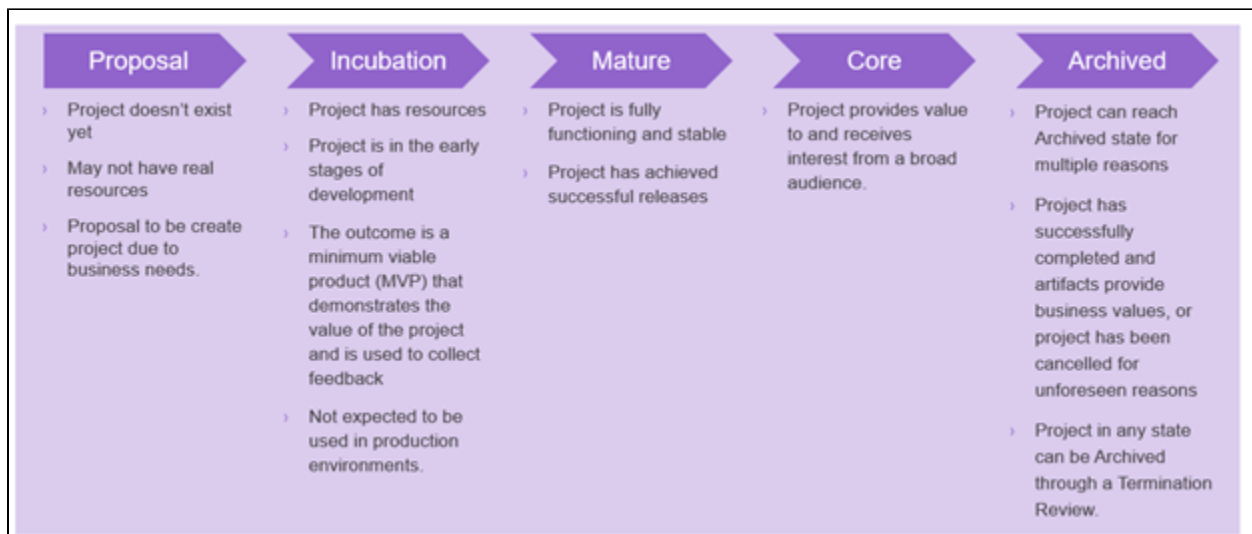 Proposal
› Project doesn't exist
yet
› May not have real
resources
› Proposal to be create
project due to
business needs.
Incubation
› Project has resources
› Project is in the early
stages of
development
› The outcome is a
minimum viable
product (MVP) that
demonstrates the
value of the project
and is used to collect
feedback
› Not expected to be
used in production
environments.
Mature
› Project is fully
functioning and stable
› Project has achieved
successful releases
Core
› Project provides value
to and receives
interest from a broad
audience.
Archived
› Project can reach
Archived state for
multiple reasons
› Project has
successfully
completed and
artifacts provide
business values, or
project has been
cancelled for
unforeseen reasons
› Project in any state
can be Archived
through a Termination
Review.